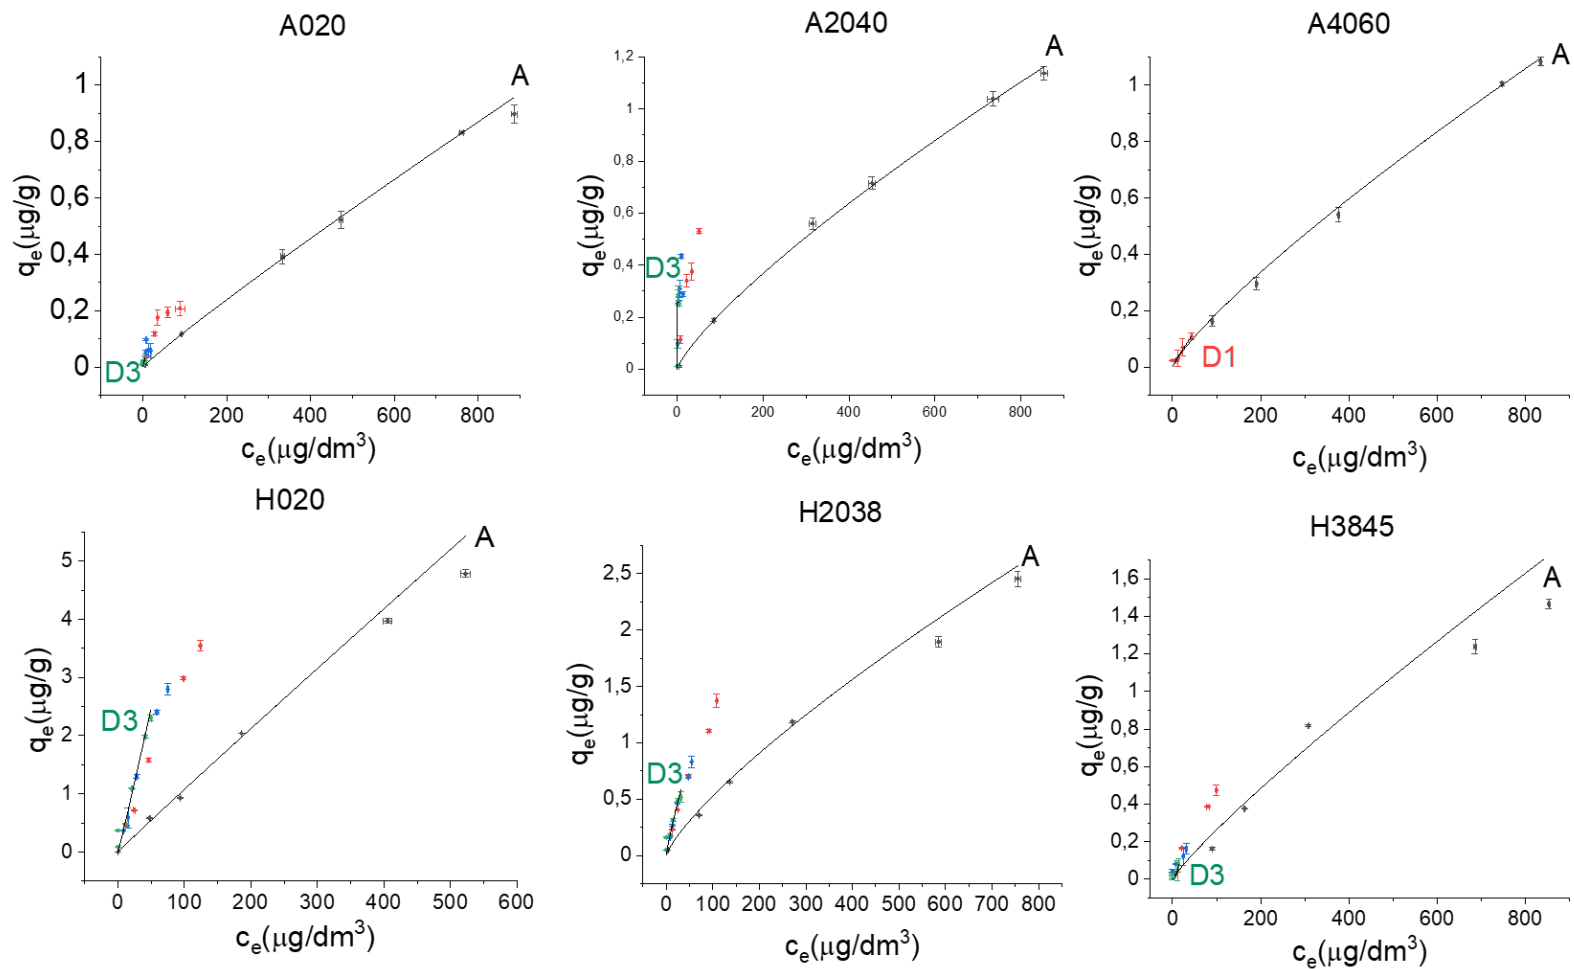 A020
A
1
0,8
0,6
0,4
0,2
0
D3
0 200 400 600 800
qe(μg/g)
ce(μg/dm³)
A2040
A
1,2
1
0,8
0,6
0,4
0,2
0
D3
0 200 400 600 800
qe(μg/g)
ce(μg/dm³)
A4060
A
1
0,8
0,6
0,4
0,2
0
D1
0 200 400 600 800
qe(μg/g)
ce(μg/dm³)
H020
A
5
4
3
2
1
0
D3
0 100 200 300 400 500 600
qe(μg/g)
ce(μg/dm³)
H2038
A
2,5
2
1,5
1
0,5
0
D3
0 100 200 300 400 500 600 700 800
qe(μg/g)
ce(μg/dm³)
H3845
A
1,6
1,4
1,2
1
0,8
0,6
0,4
0,2
0
D3
0 200 400 600 800
qe(μg/g)
ce(μg/dm³)